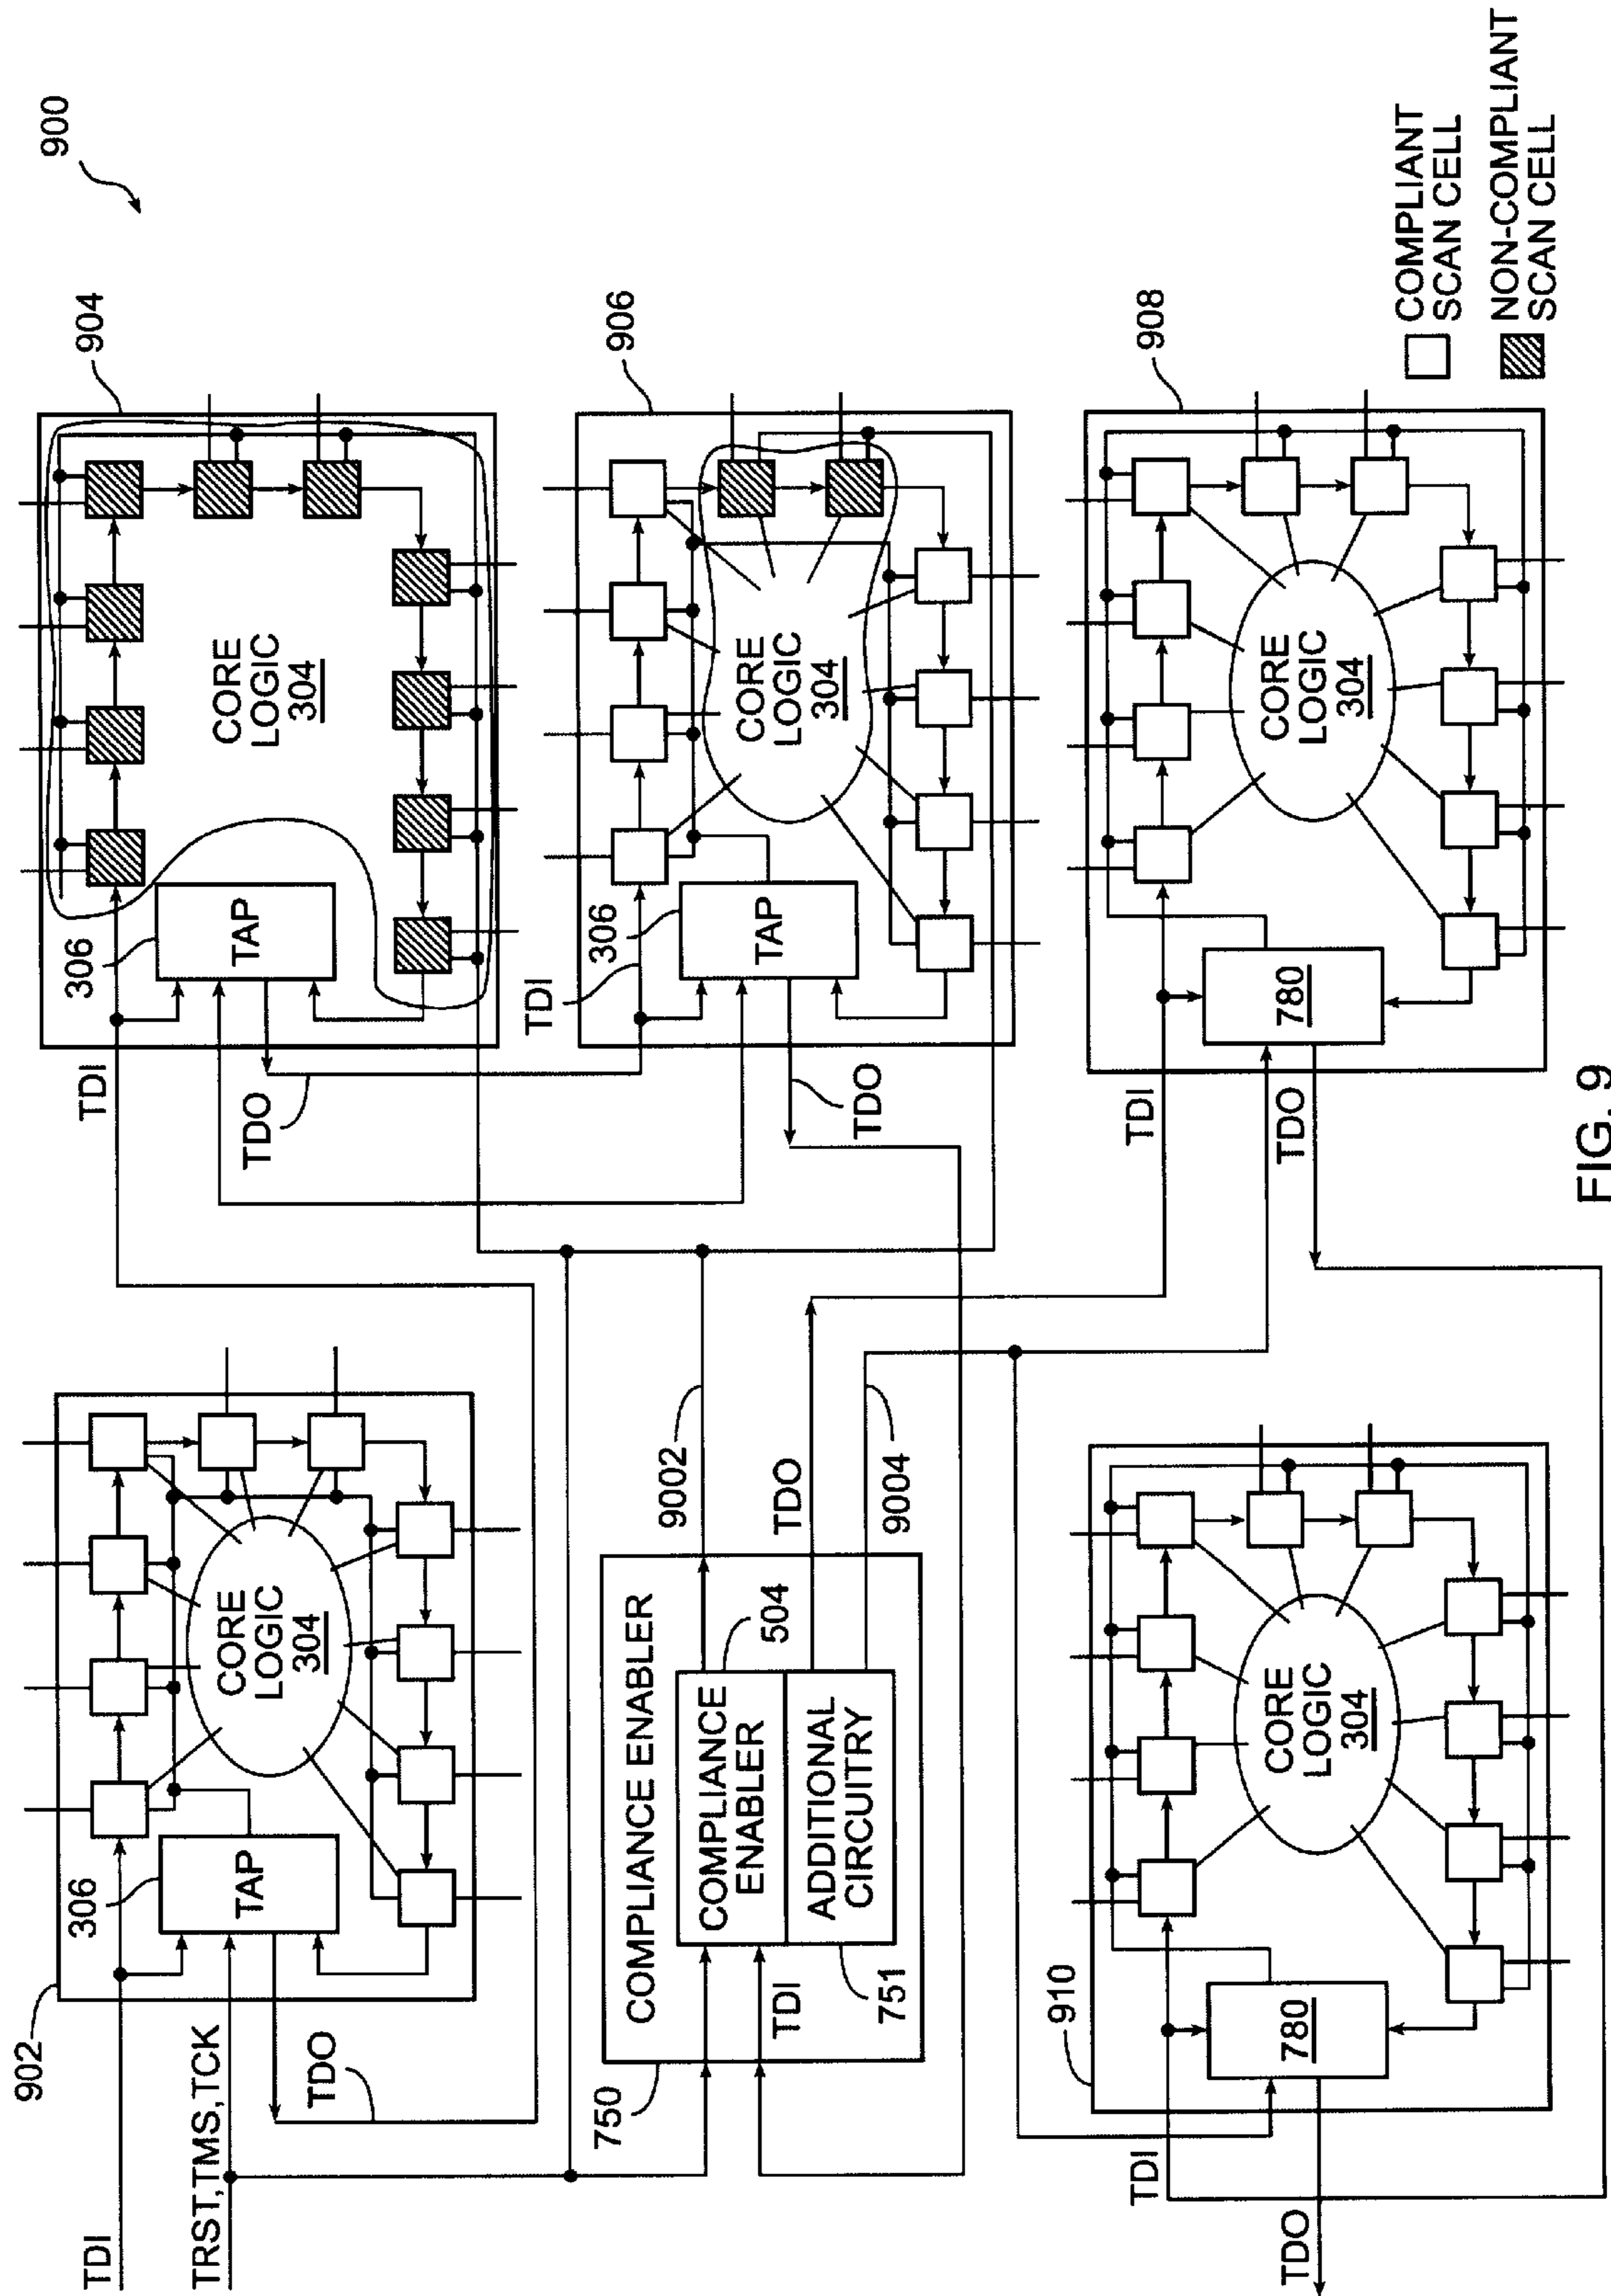 900
902
TDI
TRST,TMS,TCK
306
TAP
CORE
LOGIC
304
TDO
904
TDI
306
TAP
CORE
LOGIC
304
TDO
906
TDI
306
TAP
CORE
LOGIC
304
TDO
750
COMPLIANCE ENABLER
COMPLIANCE
ENABLER
504
ADDITIONAL
CIRCUITRY
751
TDI
9002
TDO
9004
908
TDI
780
CORE
LOGIC
304
TDO
910
TDI
780
CORE
LOGIC
304
TDO
COMPLIANT
SCAN CELL
NON-COMPLIANT
SCAN CELL
FIG. 9